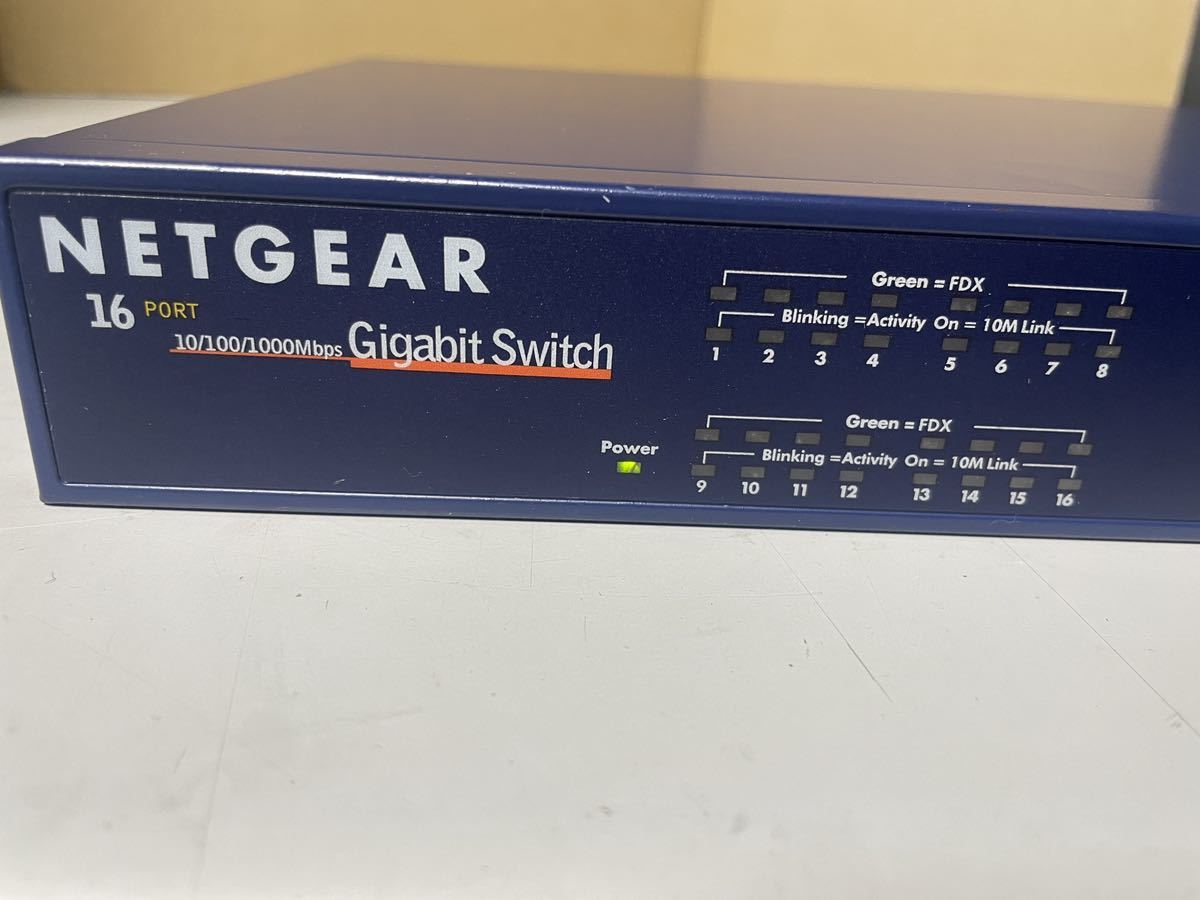 NETGEAR
16 PORT
10/100/1000Mbps Gigabit Switch
Green = FDX
Blinking =Activity On = 10M Link
1 2 3 4 5 6 7 8
Green = FDX
Power
Blinking =Activity On = 10M Link
9 10 11 12 13 14 15 16